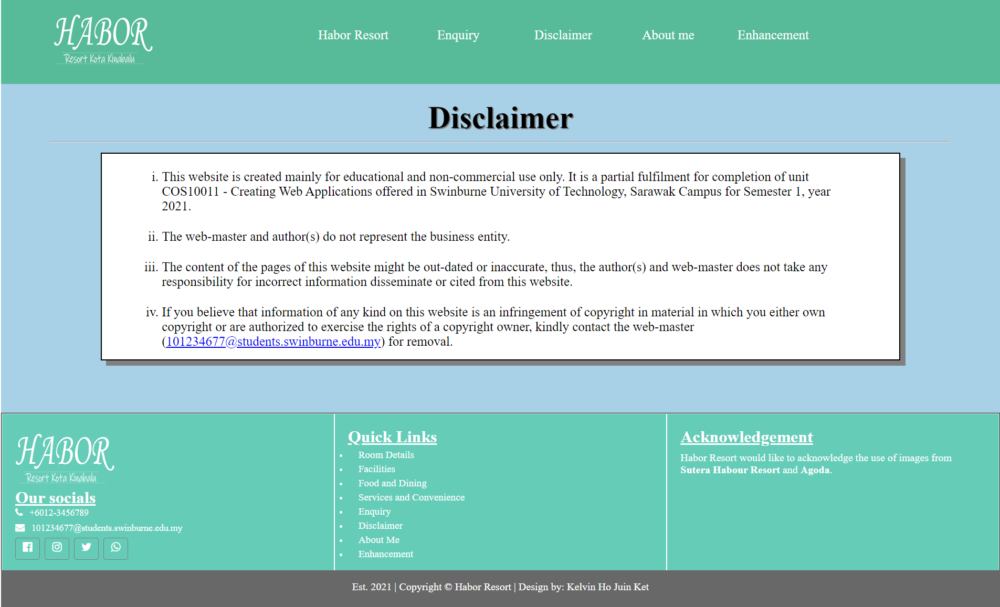 HABOR
Resort Kota Kinabalu
Habor Resort
Enquiry
Disclaimer
About me
Enhancement
Disclaimer
i. This website is created mainly for educational and non-commercial use only. It is a partial fulfilment for completion of unit
COS10011 - Creating Web Applications offered in Swinburne University of Technology, Sarawak Campus for Semester 1, year
2021.
ii. The web-master and author(s) do not represent the business entity.
iii. The content of the pages of this website might be out-dated or inaccurate, thus, the author(s) and web-master does not take any
responsibility for incorrect information disseminate or cited from this website.
iv. If you believe that information of any kind on this website is an infringement of copyright in material in which you either own
copyright or are authorized to exercise the rights of a copyright owner, kindly contact the web-master
(101234677@students.swinburne.edu.my) for removal.
HABOR
Resort Kota Kinabalu
Our socials
+6012-3456789
101234677@students.swinburne.edu.my
Quick Links
• Room Details
• Facilities
• Food and Dining
• Services and Convenience
• Enquiry
• Disclaimer
• About Me
• Enhancement
Acknowledgement
Habor Resort would like to acknowledge the use of images from
Sutera Habour Resort and Agoda.
Est. 2021 | Copyright © Habor Resort | Design by: Kelvin Ho Juin Ket